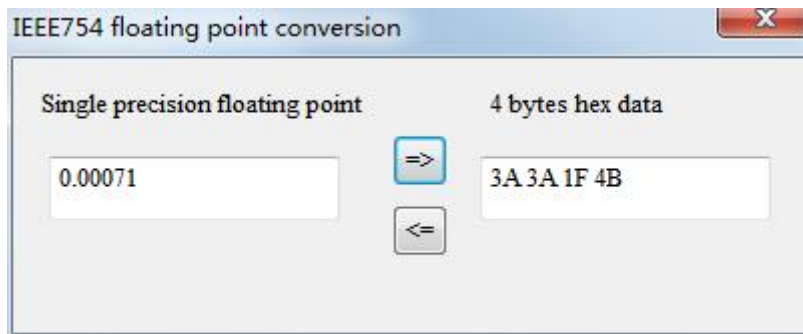 IEEE754 floating point conversion
X
Single precision floating point 4 bytes hex data
=>
0.00071 3A 3A 1F 4B
<=